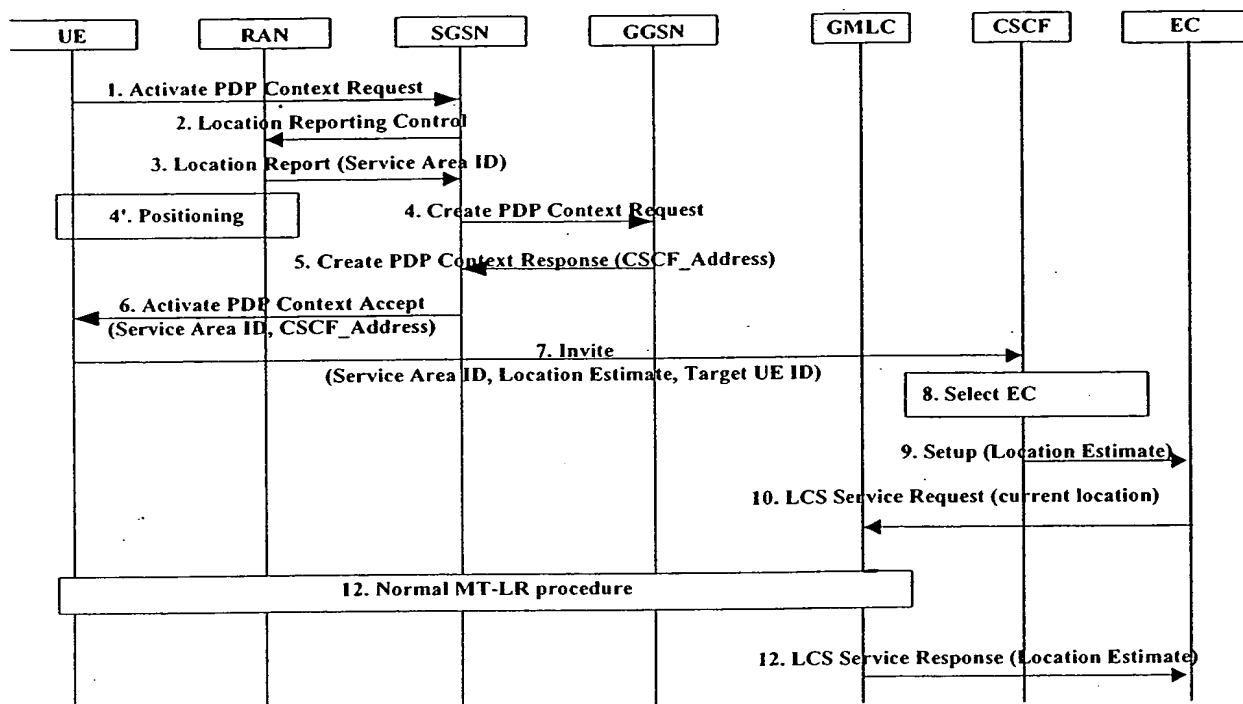 UE RAN SGSN GGSN GMLC CSCF EC
1. Activate PDP Context Request
2. Location Reporting Control
3. Location Report (Service Area ID)
4'. Positioning
4. Create PDP Context Request
5. Create PDP Context Response (CSCF_Address)
6. Activate PDP Context Accept
(Service Area ID, CSCF_Address)
7. Invite
(Service Area ID, Location Estimate, Target UE ID)
8. Select EC
9. Setup (Location Estimate)
10. LCS Service Request (current location)
12. Normal MT-LR procedure
12. LCS Service Response (Location Estimate)